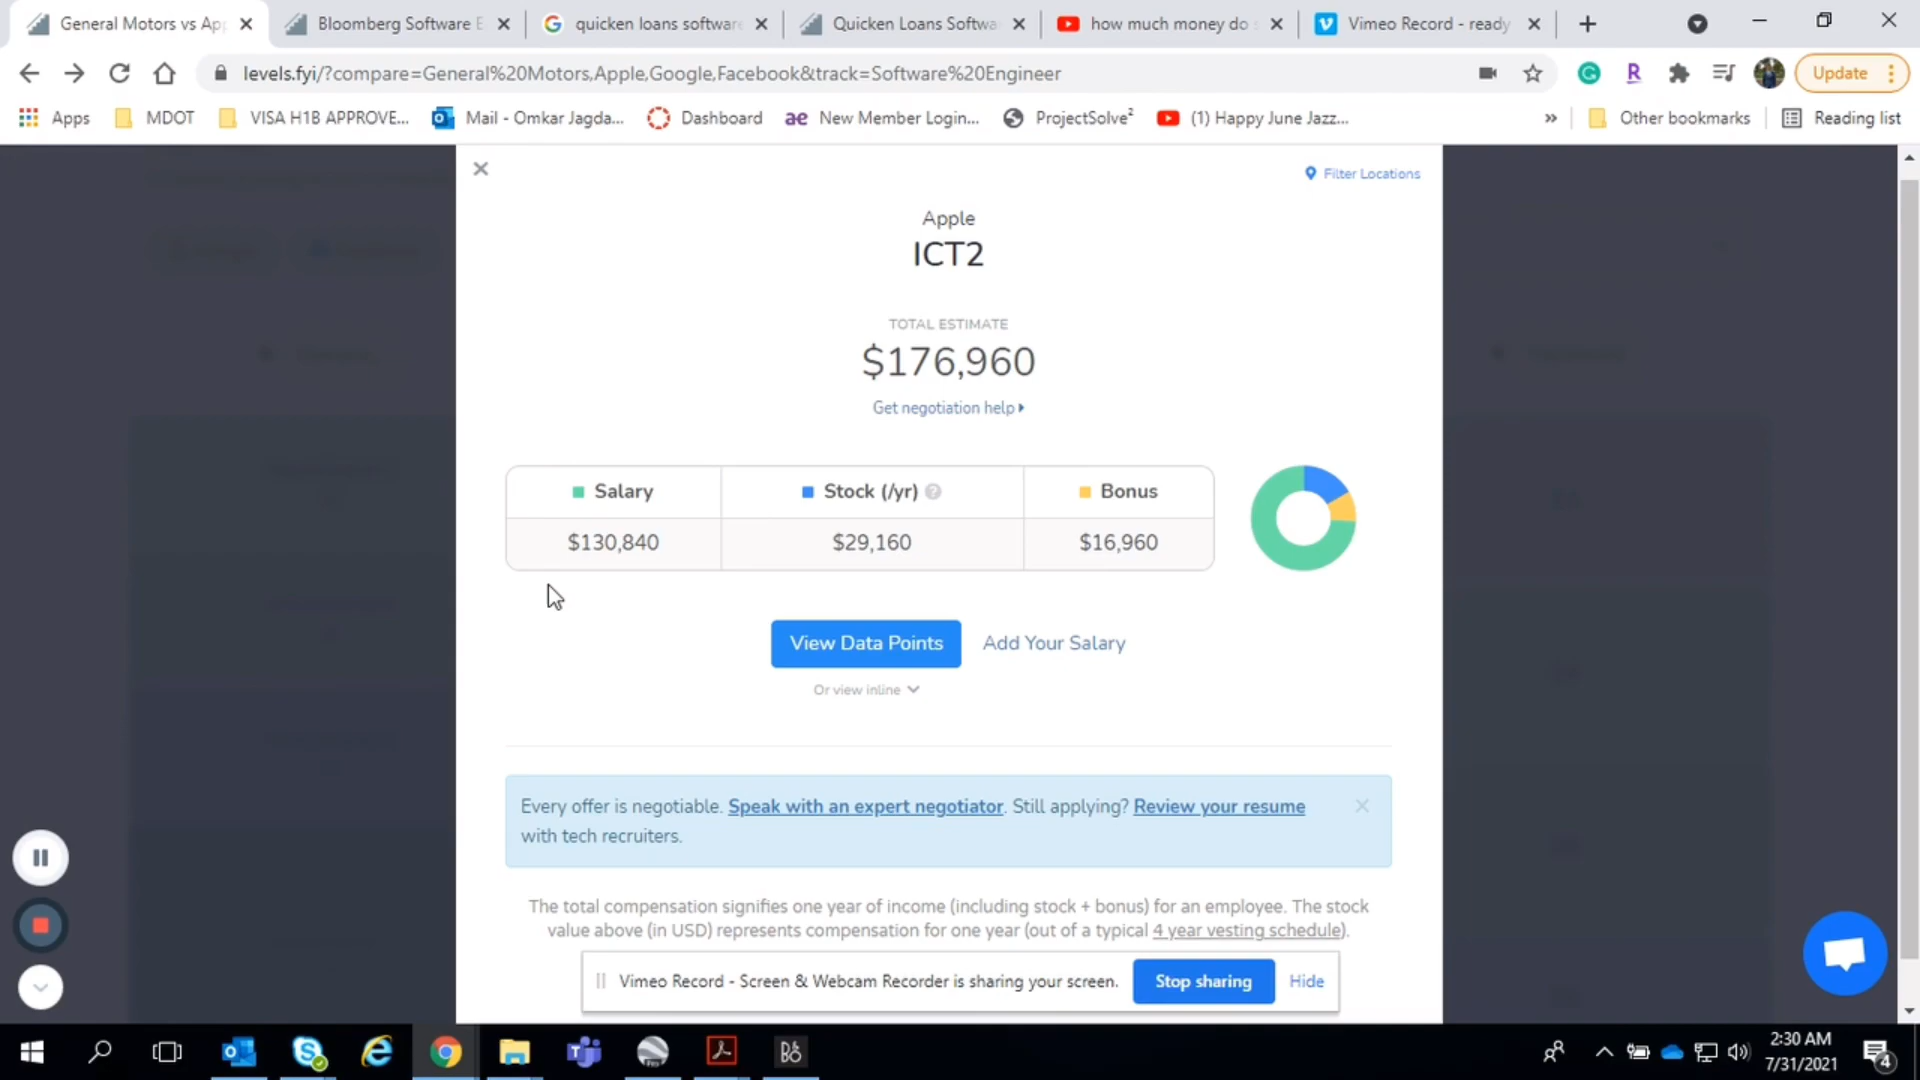 General Motors vs Ap
Bloomberg Software E
quicken loans software
Quicken Loans Softwa
how much money do s
Vimeo Record - ready
levels.fyi/?compare=General%20Motors,Apple,Google,Facebook&track=Software%20Engineer
Update
Apps
MDOT
VISA H1B APPROVE...
Mail - Omkar Jagda...
Dashboard
ae New Member Login...
ProjectSolve²
(1) Happy June Jazz...
»
Other bookmarks
Reading list
Filter Locations
Apple
ICT2
TOTAL ESTIMATE
$176,960
Get negotiation help
Salary Stock (/yr) ? Bonus
$130,840 $29,160 $16,960
View Data Points Add Your Salary
Or view inline
Every offer is negotiable. Speak with an expert negotiator. Still applying? Review your resume
with tech recruiters.
The total compensation signifies one year of income (including stock + bonus) for an employee. The stock
value above (in USD) represents compensation for one year (out of a typical 4 year vesting schedule).
Vimeo Record - Screen & Webcam Recorder is sharing your screen. Stop sharing Hide
2:30 AM
7/31/2021
4